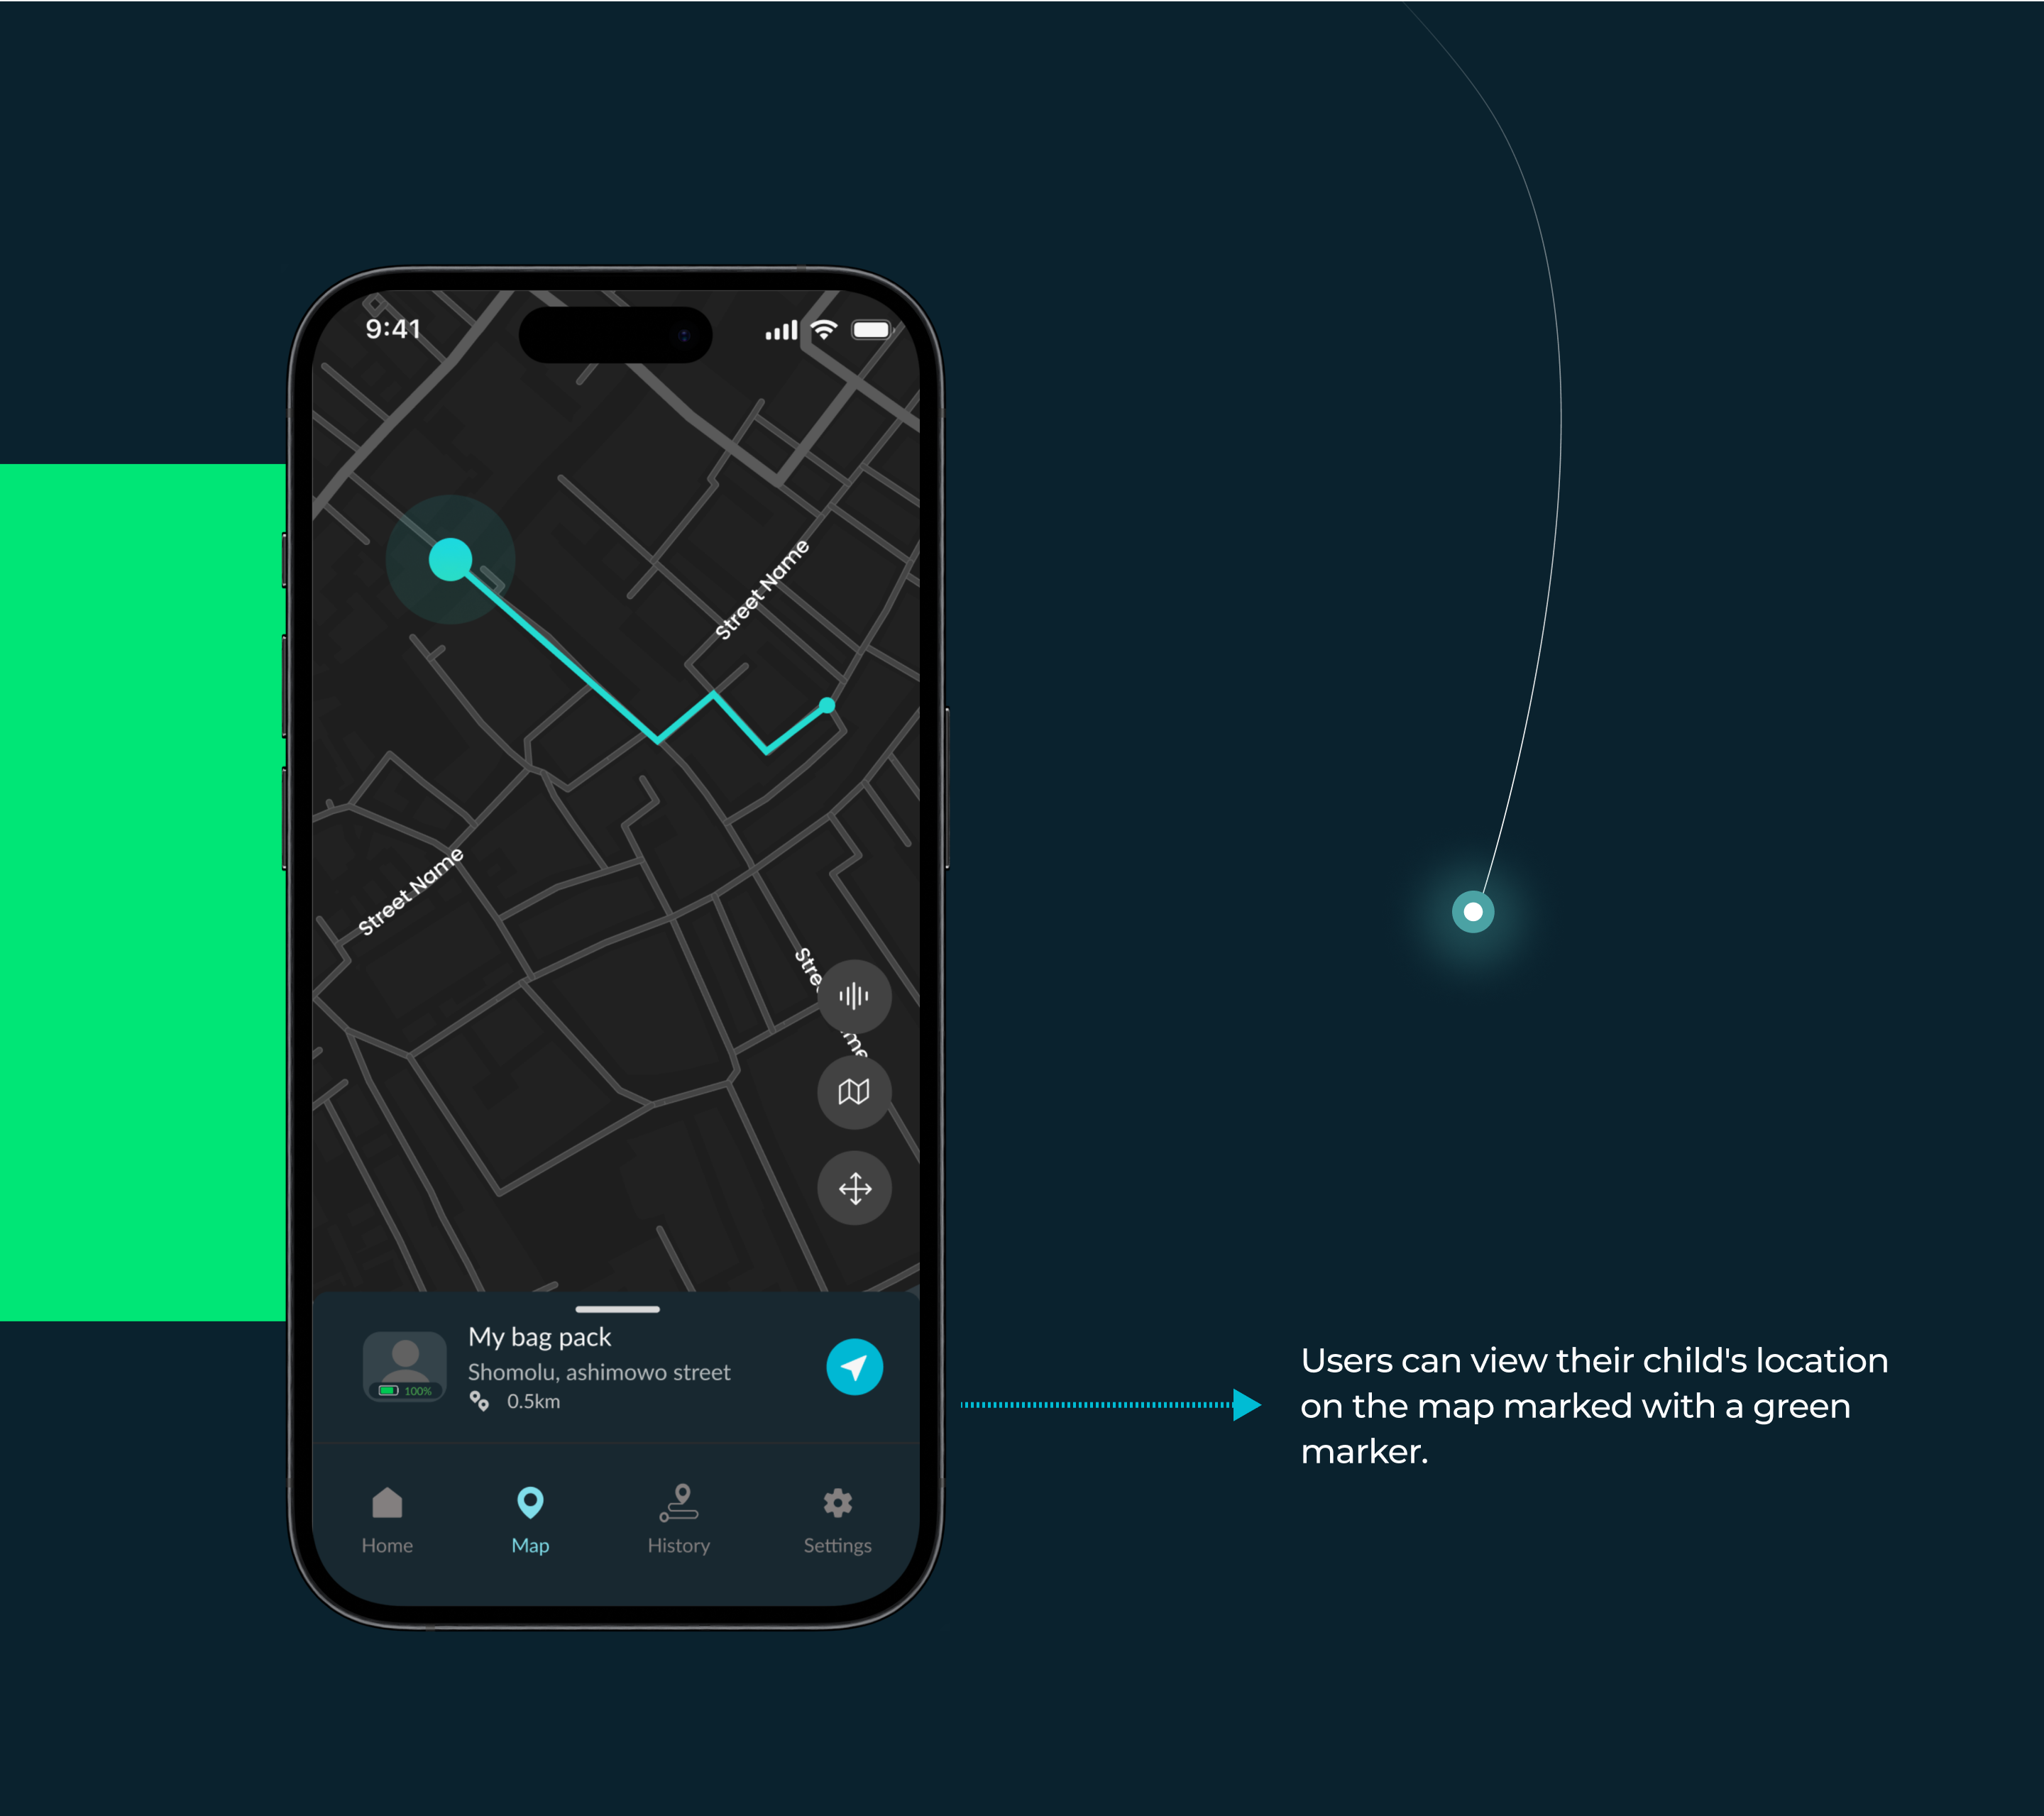 9:41
Street Name
Street Name
Stre
me
My bag pack
Shomolu, ashimowo street
100%
0.5km
Home
Map
History
Settings
Users can view their child's location
on the map marked with a green
marker.